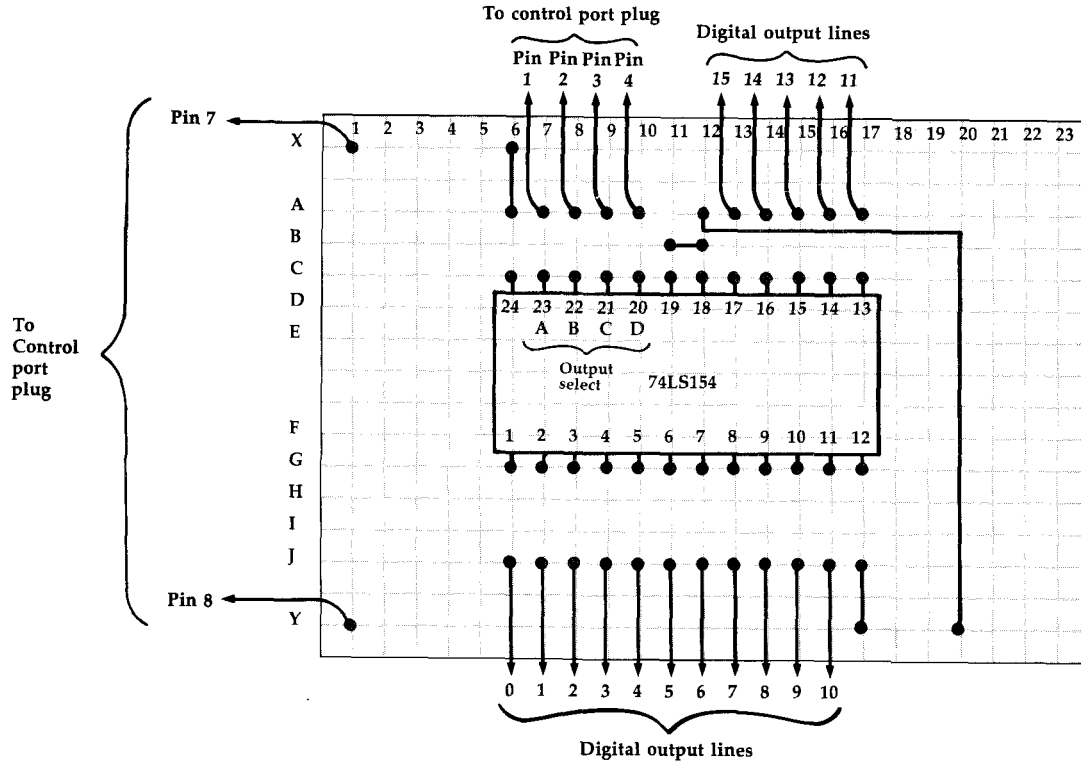 To control port plug
Digital output lines
Pin Pin Pin Pin
1 2 3 4
15 14 13 12 11
Pin 7
1 2 3 4 5 6 7 8 9 10 11 12 13 14 15 16 17 18 19 20 21 22 23
X
A
B
C
D
E
24 23 22 21 20 19 18 17 16 15 14 13
A B C D
Output
select
74LS154
To
Control
port
plug
F
1 2 3 4 5 6 7 8 9 10 11 12
G
H
I
J
Pin 8
Y
0 1 2 3 4 5 6 7 8 9 10
Digital output lines